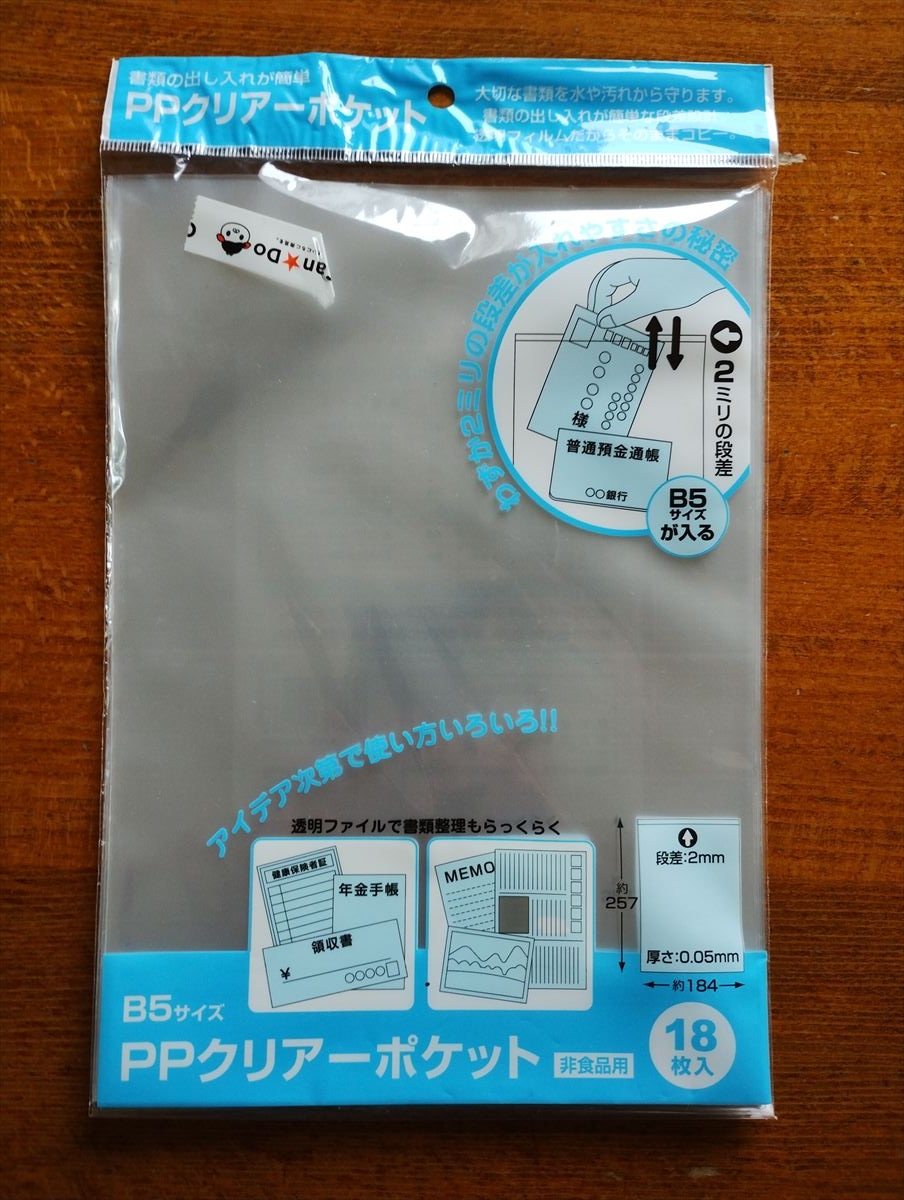 書類の出し入れが簡単
PPクリアーポケット
大切な書類を水や汚れから守ります。
書類の出し入れが簡単な段差設計。
透明フィルムだからそのままコピー。
Can★Do
わずか2ミリの段差が入れやすさの秘密
2ミリの段差
様
普通預金通帳
○○銀行
B5
サイズ
が入る
アイデア次第で使い方いろいろ!!
透明ファイルで書類整理もらっくらく
健康保険者証
年金手帳
領収書
¥ ○○○○
MEMO
段差:2mm
約
257
厚さ:0.05mm
約184
B5サイズ
PPクリアーポケット
非食品用
18
枚入